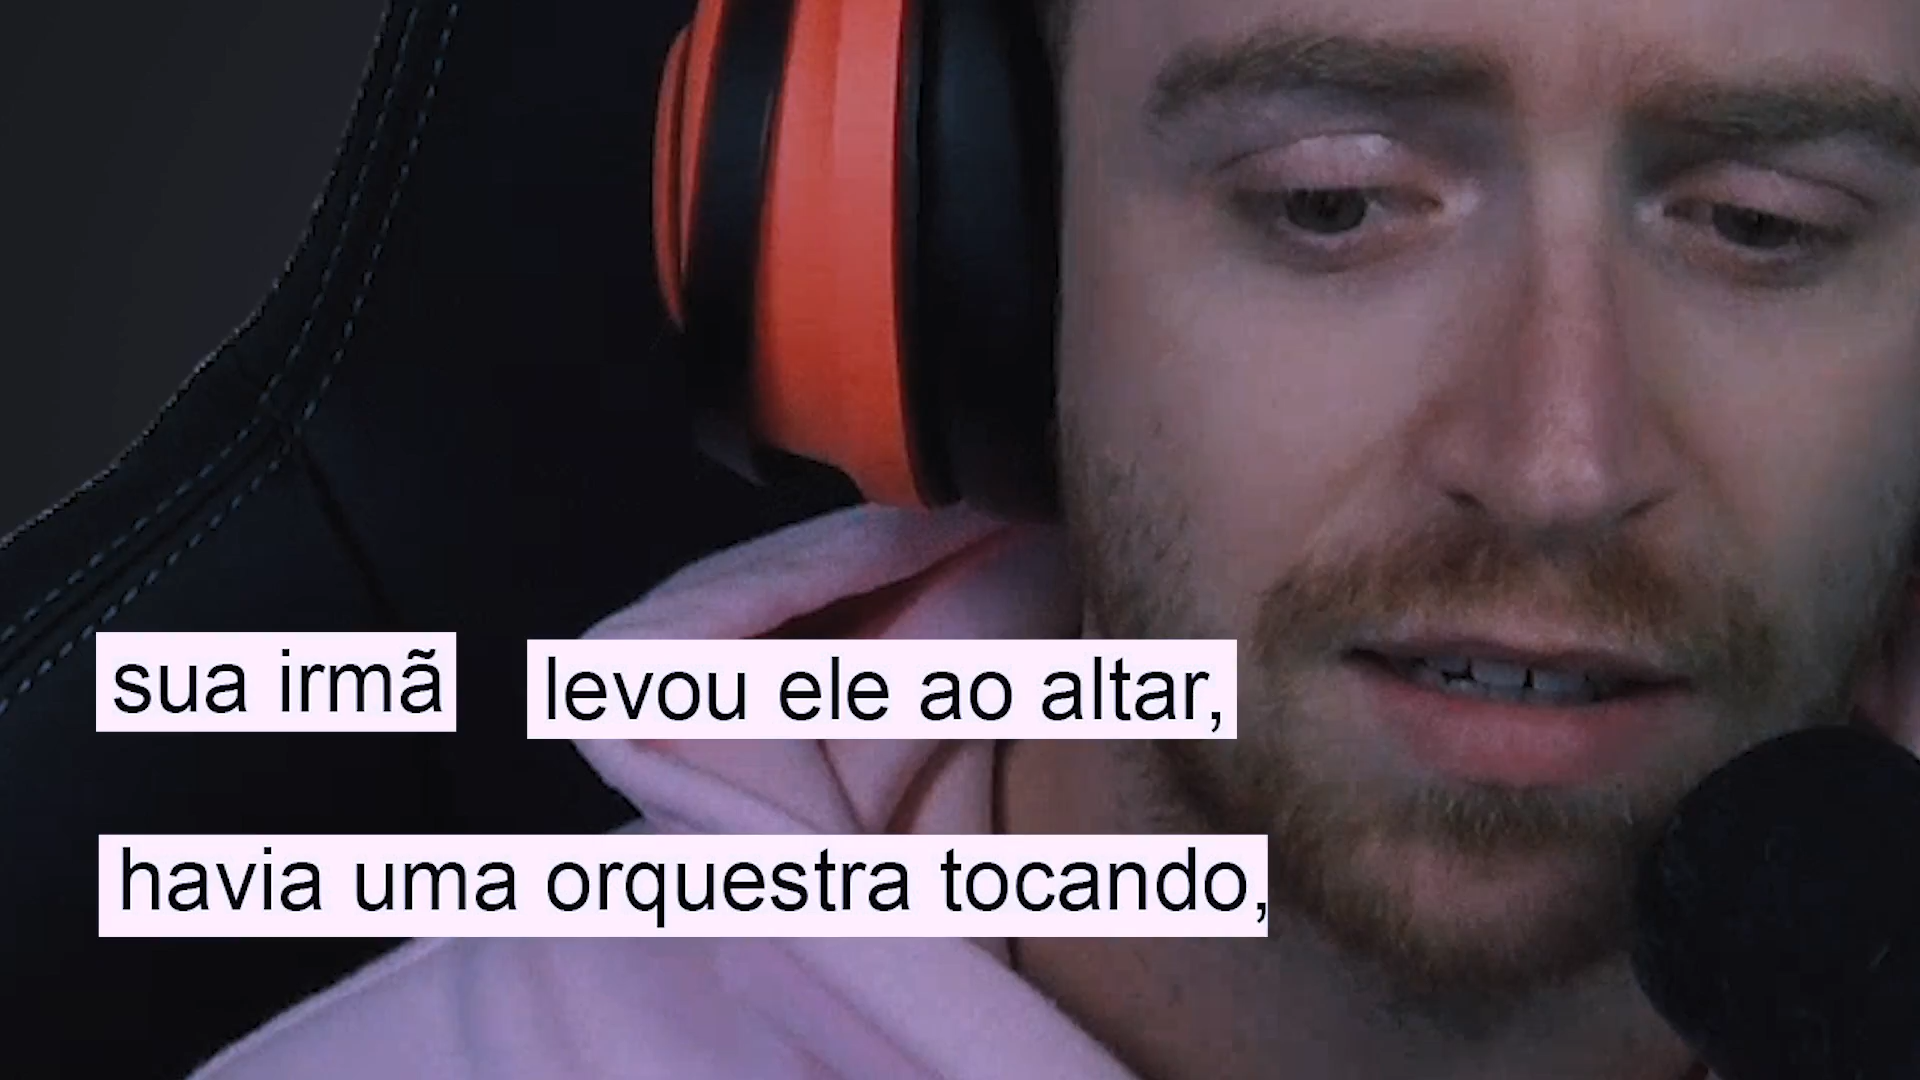 sua irmã levou ele ao altar,
havia uma orquestra tocando,